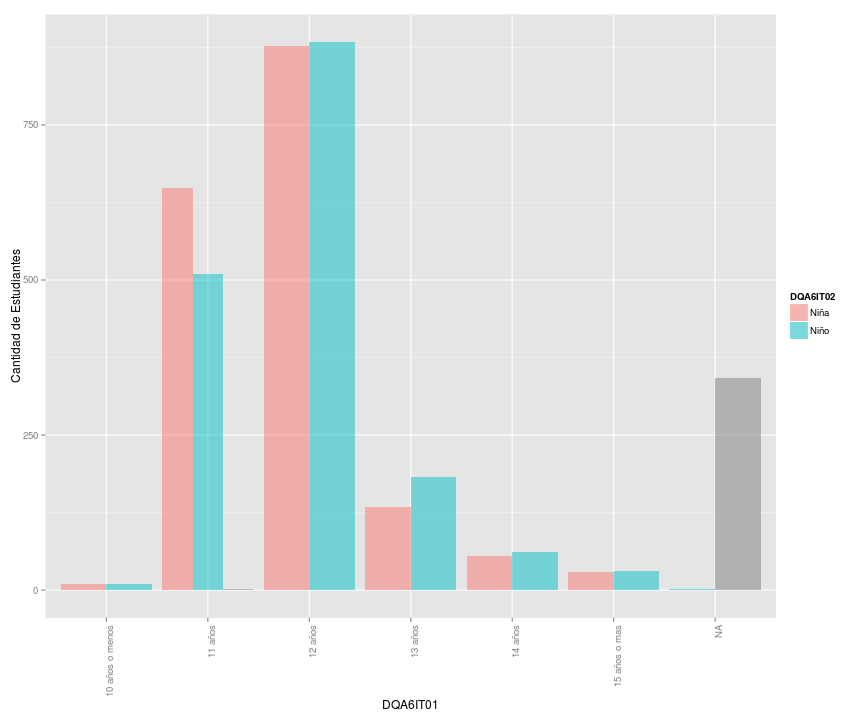 Cantidad de Estudiantes
750
500
250
0
10 años o menos
11 años
12 años
13 años
14 años
15 años o mas
NA
DQA6IT01
DQA6IT02
Niña
Niño